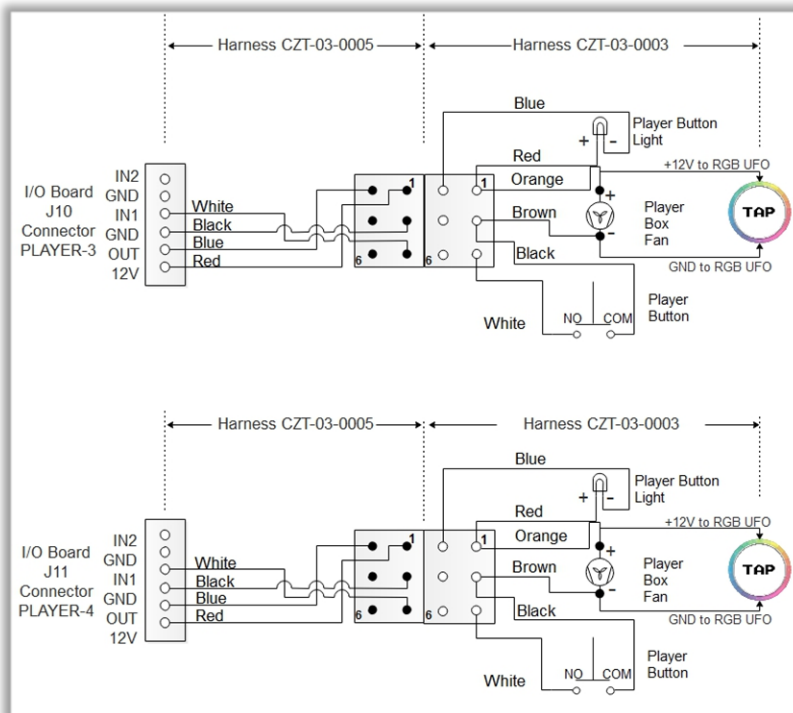 Harness CZT-03-0005
Harness CZT-03-0003
Blue
Player Button
Light
+ -
Red
+12V to RGB UFO
Orange
IN2
GND
IN1
GND
OUT
12V
I/O Board
J10
Connector
PLAYER-3
White
Black
Blue
Red
1
6
1
6
Brown
+
-
Player
Box
Fan
TAP
Black
GND to RGB UFO
White
NO
COM
Player
Button
Harness CZT-03-0005
Harness CZT-03-0003
Blue
Player Button
Light
+ -
Red
+12V to RGB UFO
Orange
IN2
GND
IN1
GND
OUT
12V
I/O Board
J11
Connector
PLAYER-4
White
Black
Blue
Red
1
6
1
6
Brown
+
-
Player
Box
Fan
TAP
Black
GND to RGB UFO
White
NO
COM
Player
Button